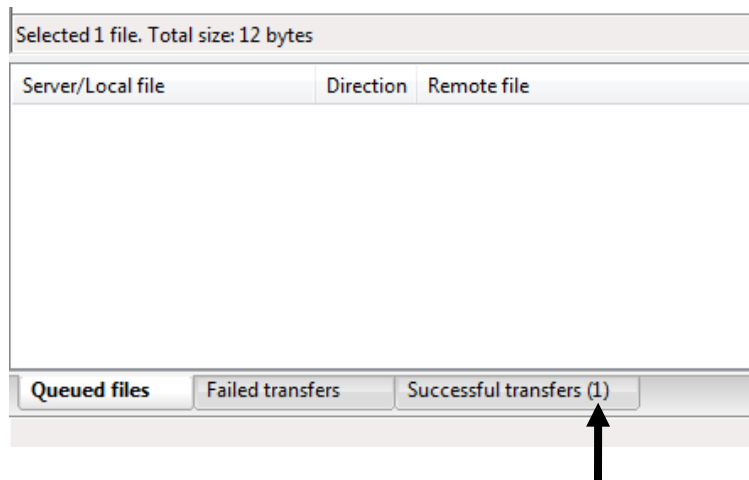 Selected 1 file. Total size: 12 bytes
Server/Local file Direction Remote file
Queued files Failed transfers Successful transfers (1)